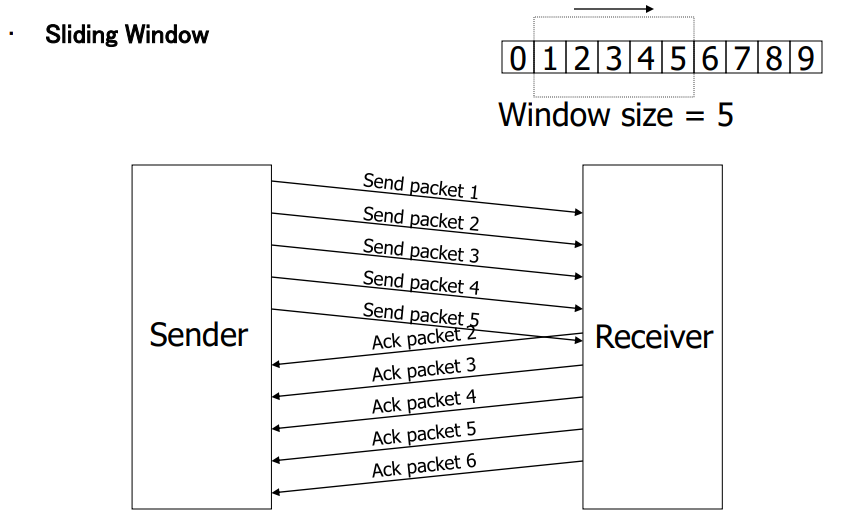 · Sliding Window
0 1 2 3 4 5 6 7 8 9
Window size = 5
Send packet 1
Send packet 2
Send packet 3
Send packet 4
Send packet 5
Sender
Receiver
Ack packet 2
Ack packet 3
Ack packet 4
Ack packet 5
Ack packet 6